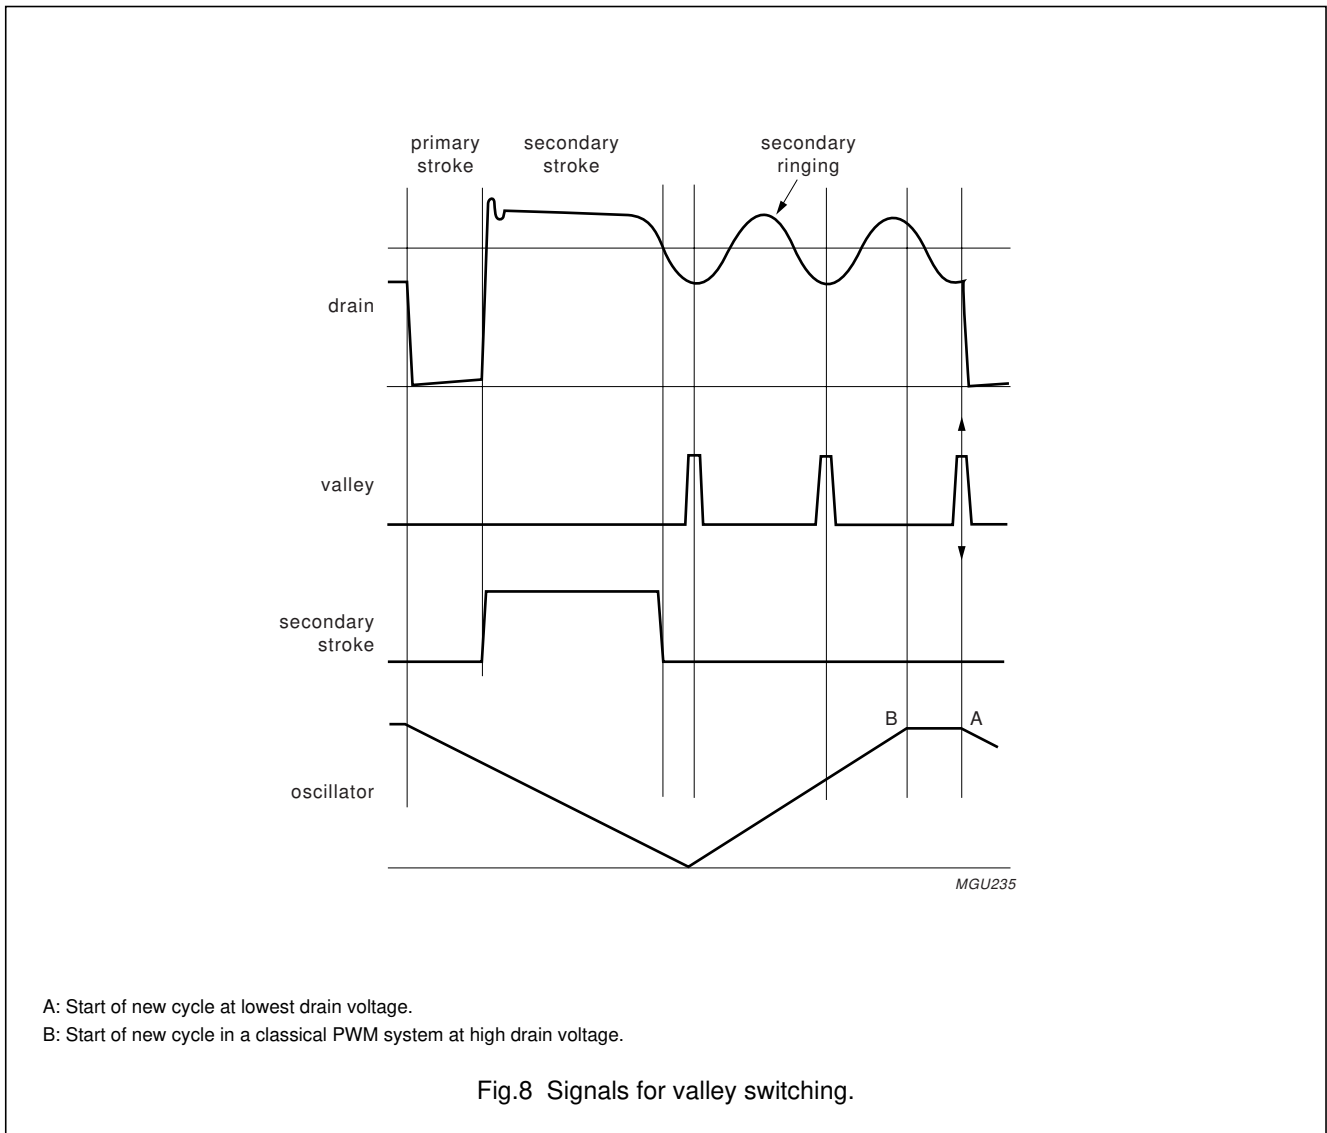 primary
stroke
secondary
stroke
secondary
ringing
drain
valley
secondary
stroke
B
A
oscillator
MGU235
A: Start of new cycle at lowest drain voltage.
B: Start of new cycle in a classical PWM system at high drain voltage.
Fig.8 Signals for valley switching.